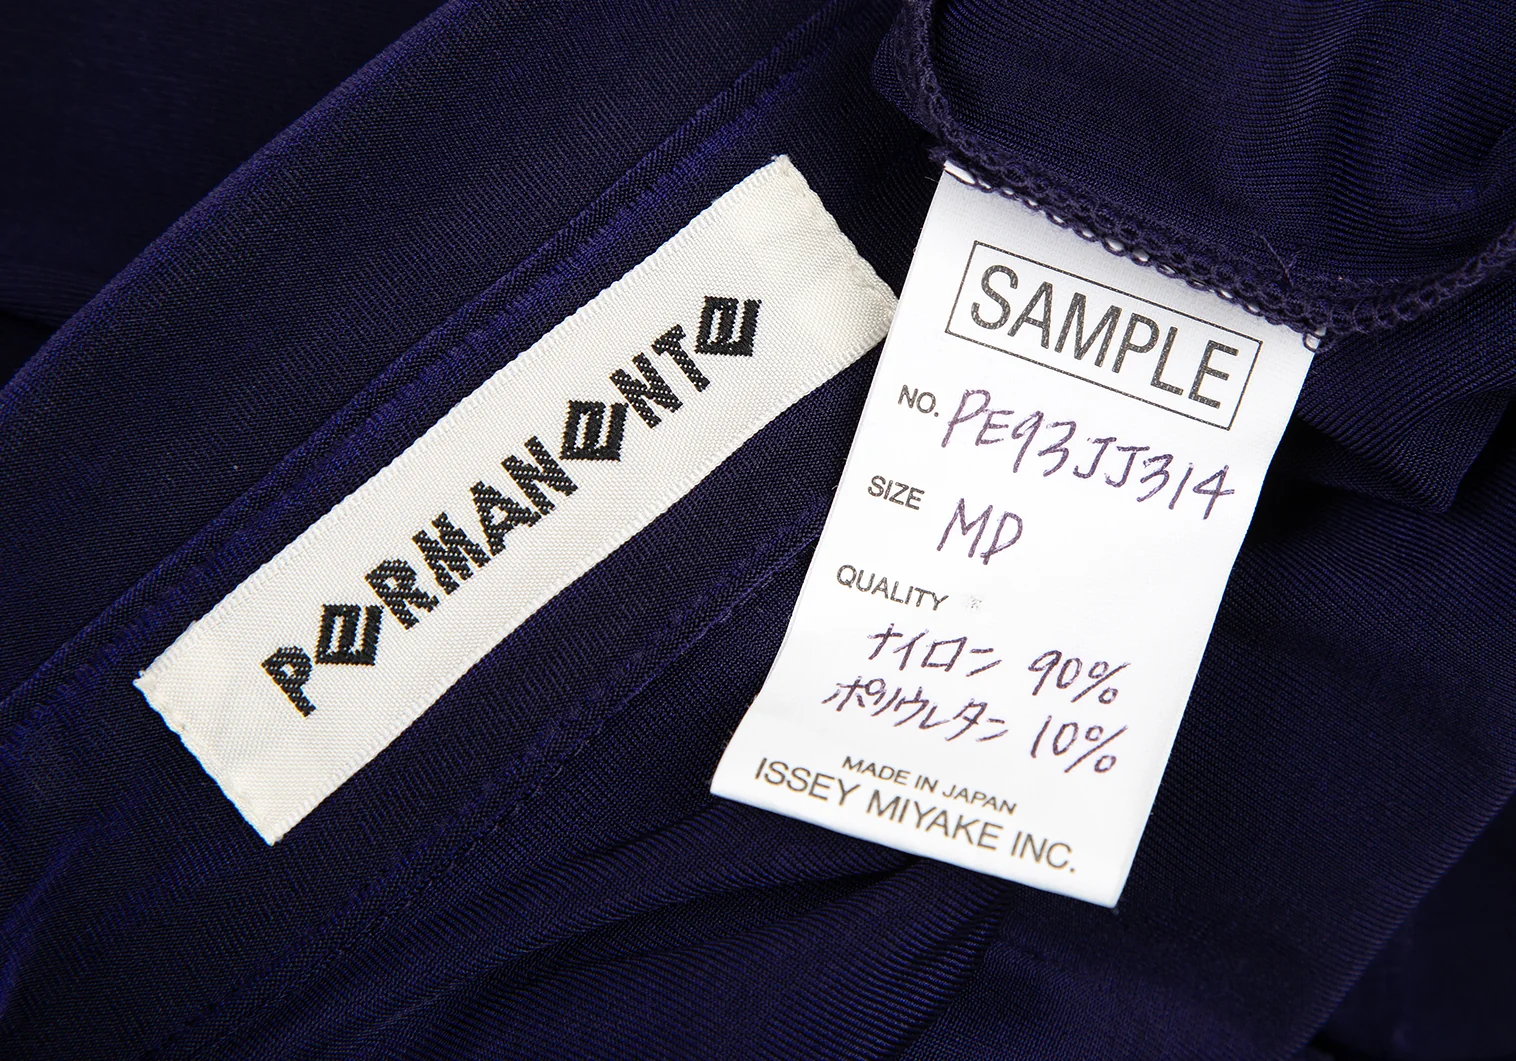 PERMANENTE
SAMPLE
NO. PE93JJ314
SIZE MD
QUALITY
ナイロン 90%
ポリウレタン 10%
MADE IN JAPAN
ISSEY MIYAKE INC.